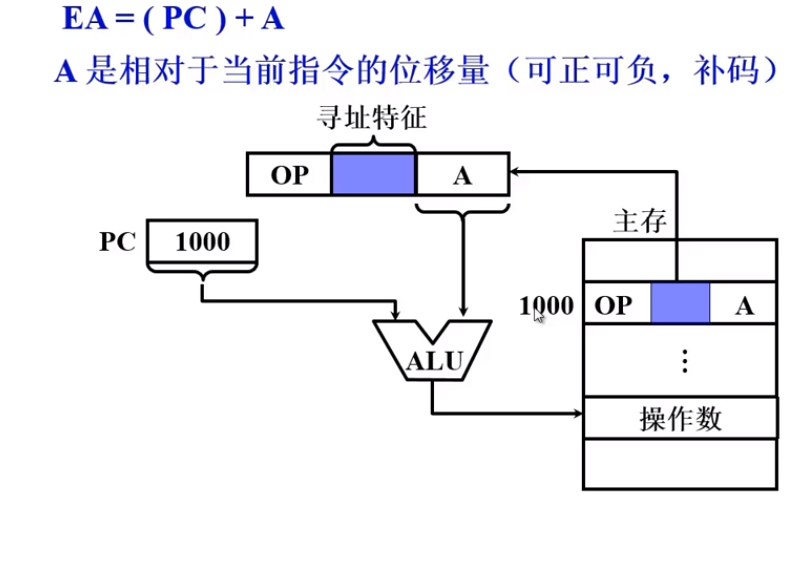 EA = ( PC ) + A
A 是相对于当前指令的位移量（可正可负，补码）
寻址特征
OP A
主存
PC 1000
1000 OP A
ALU
⋮
操作数